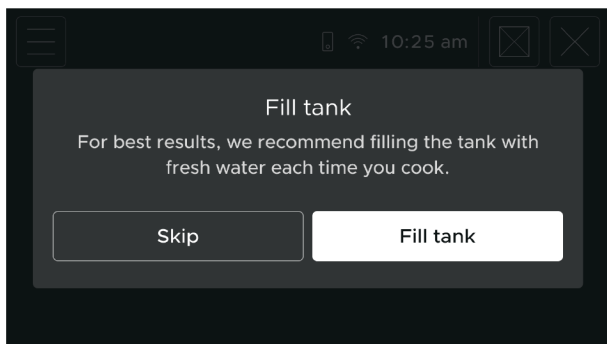 10:25 am
Fill tank
For best results, we recommend filling the tank with
fresh water each time you cook.
Skip
Fill tank